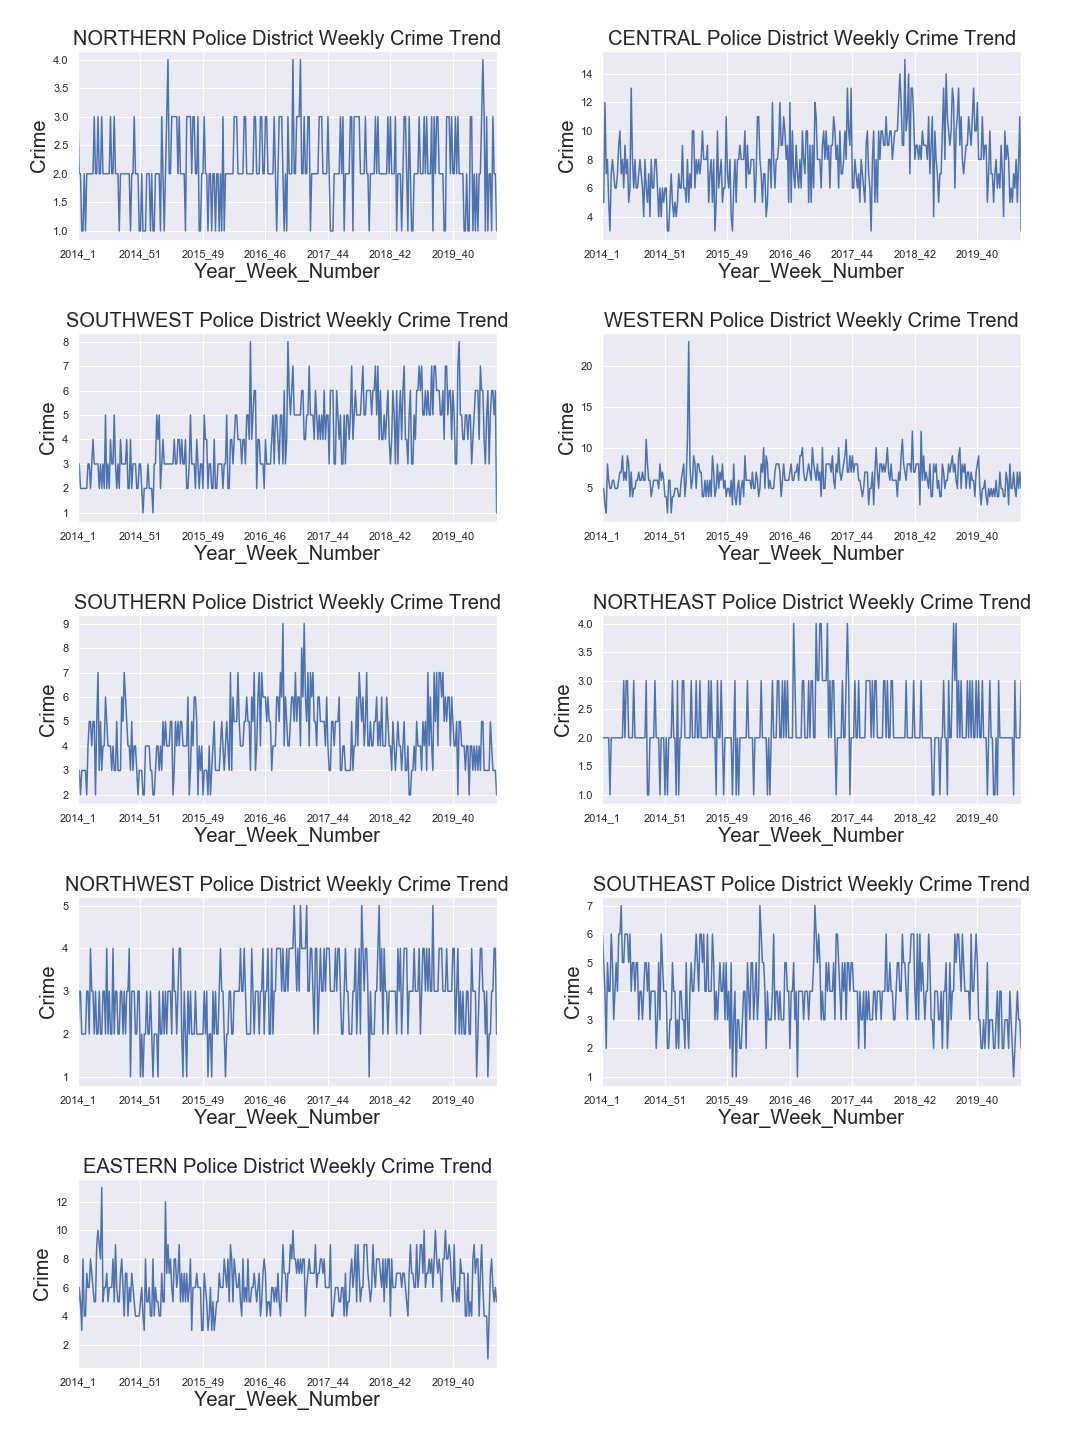 NORTHERN Police District Weekly Crime Trend
4.0
3.5
3.0
2.5
2.0
1.5
1.0
Crime
2014_1 2014_51 2015_49 2016_46 2017_44 2018_42 2019_40
Year_Week_Number
CENTRAL Police District Weekly Crime Trend
14
12
10
8
6
4
Crime
2014_1 2014_51 2015_49 2016_46 2017_44 2018_42 2019_40
Year_Week_Number
SOUTHWEST Police District Weekly Crime Trend
8
7
6
5
4
3
2
1
Crime
2014_1 2014_51 2015_49 2016_46 2017_44 2018_42 2019_40
Year_Week_Number
WESTERN Police District Weekly Crime Trend
20
15
10
5
Crime
2014_1 2014_51 2015_49 2016_46 2017_44 2018_42 2019_40
Year_Week_Number
SOUTHERN Police District Weekly Crime Trend
9
8
7
6
5
4
3
2
Crime
2014_1 2014_51 2015_49 2016_46 2017_44 2018_42 2019_40
Year_Week_Number
NORTHEAST Police District Weekly Crime Trend
4.0
3.5
3.0
2.5
2.0
1.5
1.0
Crime
2014_1 2014_51 2015_49 2016_46 2017_44 2018_42 2019_40
Year_Week_Number
NORTHWEST Police District Weekly Crime Trend
5
4
3
2
1
Crime
2014_1 2014_51 2015_49 2016_46 2017_44 2018_42 2019_40
Year_Week_Number
SOUTHEAST Police District Weekly Crime Trend
7
6
5
4
3
2
1
Crime
2014_1 2014_51 2015_49 2016_46 2017_44 2018_42 2019_40
Year_Week_Number
EASTERN Police District Weekly Crime Trend
12
10
8
6
4
2
Crime
2014_1 2014_51 2015_49 2016_46 2017_44 2018_42 2019_40
Year_Week_Number